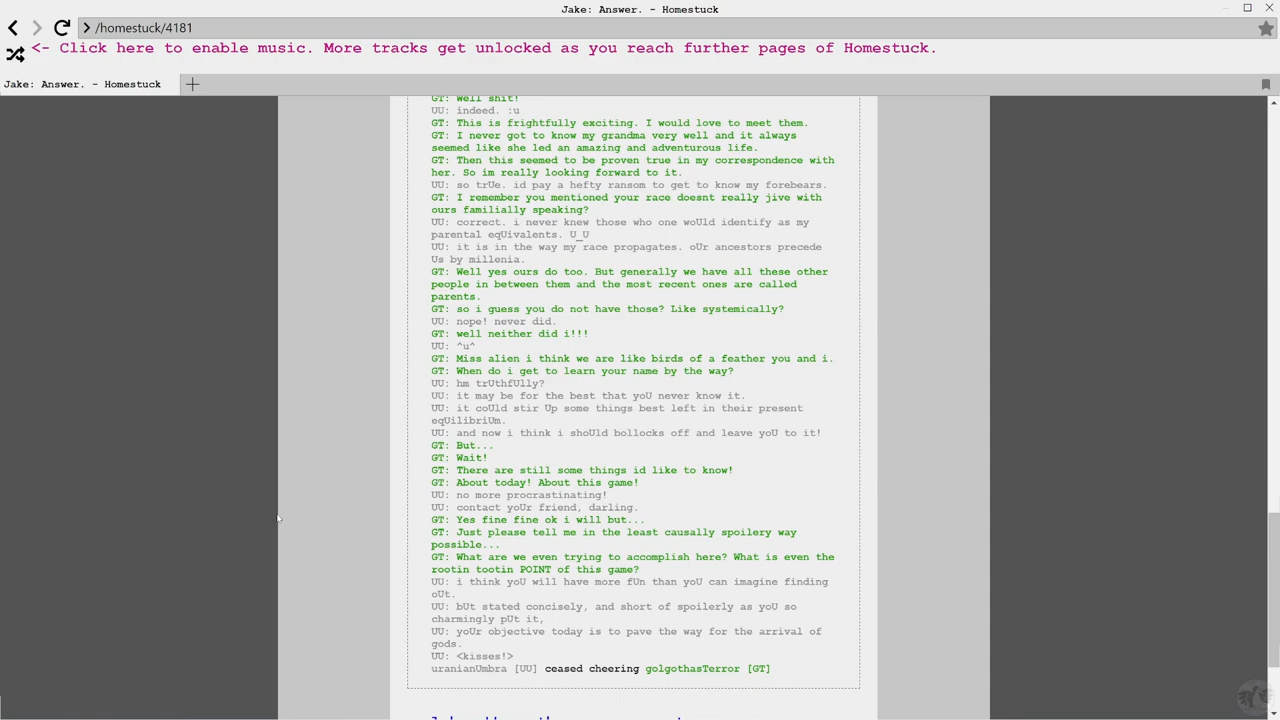 Jake: Answer. - Homestuck
/homestuck/4181
<- Click here to enable music. More tracks get unlocked as you reach further pages of Homestuck.
Jake: Answer. - Homestuck
GT: Well shit!
UU: indeed. :u
GT: This is frightfully exciting. I would love to meet them.
GT: I never got to know my grandma very well and it always
seemed like she led an amazing and adventurous life.
GT: Then this seemed to be proven true in my correspondence with
her. So im really looking forward to it.
UU: so trUe. id pay a hefty ransom to get to know my forebears.
GT: I remember you mentioned your race doesnt really jive with
ours familially speaking?
UU: correct. i never knew those who one woUld identify as my
parental eqUivalents. U_U
UU: it is in the way my race propagates. oUr ancestors precede
Us by millenia.
GT: Well yes ours do too. But generally we have all these other
people in between them and the most recent ones are called
parents.
GT: so i guess you do not have those? Like systemically?
UU: nope! never did.
GT: well neither did i!!!
UU: ^u^
GT: Miss alien i think we are like birds of a feather you and i.
GT: When do i get to learn your name by the way?
UU: hm trUthfUlly?
UU: it may be for the best that yoU never know it.
UU: it coUld stir Up some things best left in their present
eqUilibriUm.
UU: and now i think i shoUld bollocks off and leave yoU to it!
GT: But...
GT: Wait!
GT: There are still some things id like to know!
GT: About today! About this game!
UU: no more procrastinating!
UU: contact yoUr friend, darling.
GT: Yes fine fine ok i will but...
GT: Just please tell me in the least causally spoilery way
possible...
GT: What are we even trying to accomplish here? What is even the
rootin tootin POINT of this game?
UU: i think yoU will have more fUn than yoU can imagine finding
oUt.
UU: bUt stated concisely, and short of spoilerly as yoU so
charmingly pUt it,
UU: yoUr objective today is to pave the way for the arrival of
gods.
UU: <kisses!>
uranianUmbra [UU] ceased cheering golgothasTerror [GT]